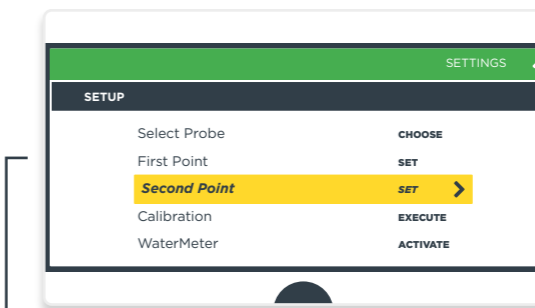 SETTINGS
SETUP
Select Probe CHOOSE
First Point SET
Second Point SET
Calibration EXECUTE
WaterMeter ACTIVATE